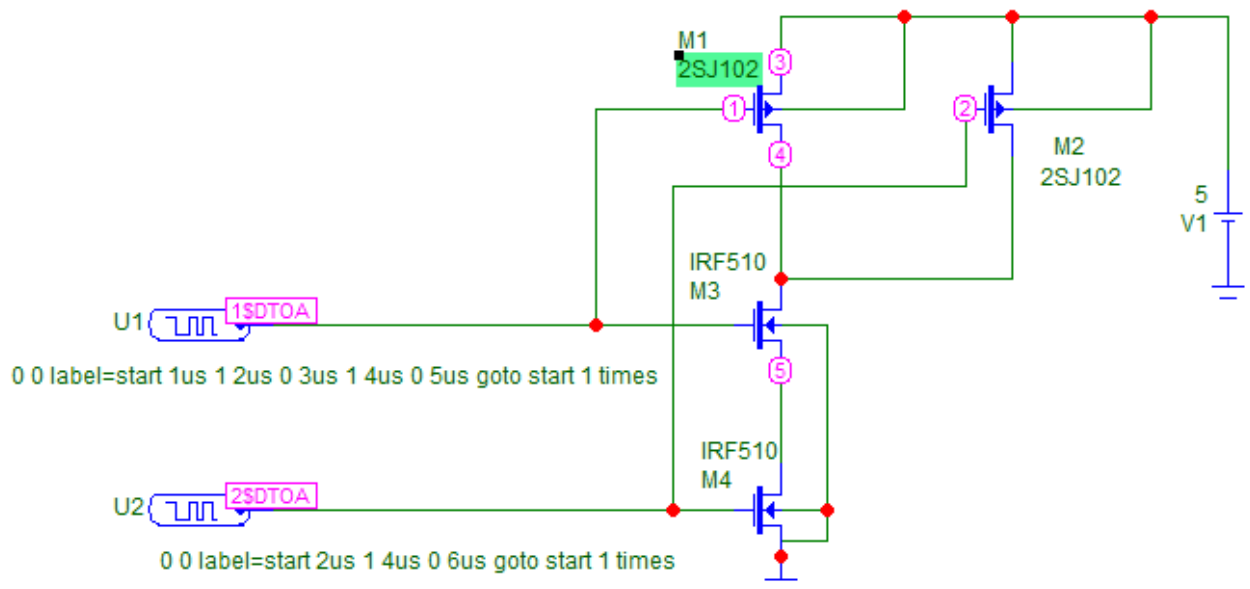 M1
2SJ102
3
1
2
4
M2
2SJ102
5
V1
IRF510
M3
1$DTOA
U1
5
0 0 label=start 1us 1 2us 0 3us 1 4us 0 5us goto start 1 times
IRF510
M4
2$DTOA
U2
0 0 label=start 2us 1 4us 0 6us goto start 1 times